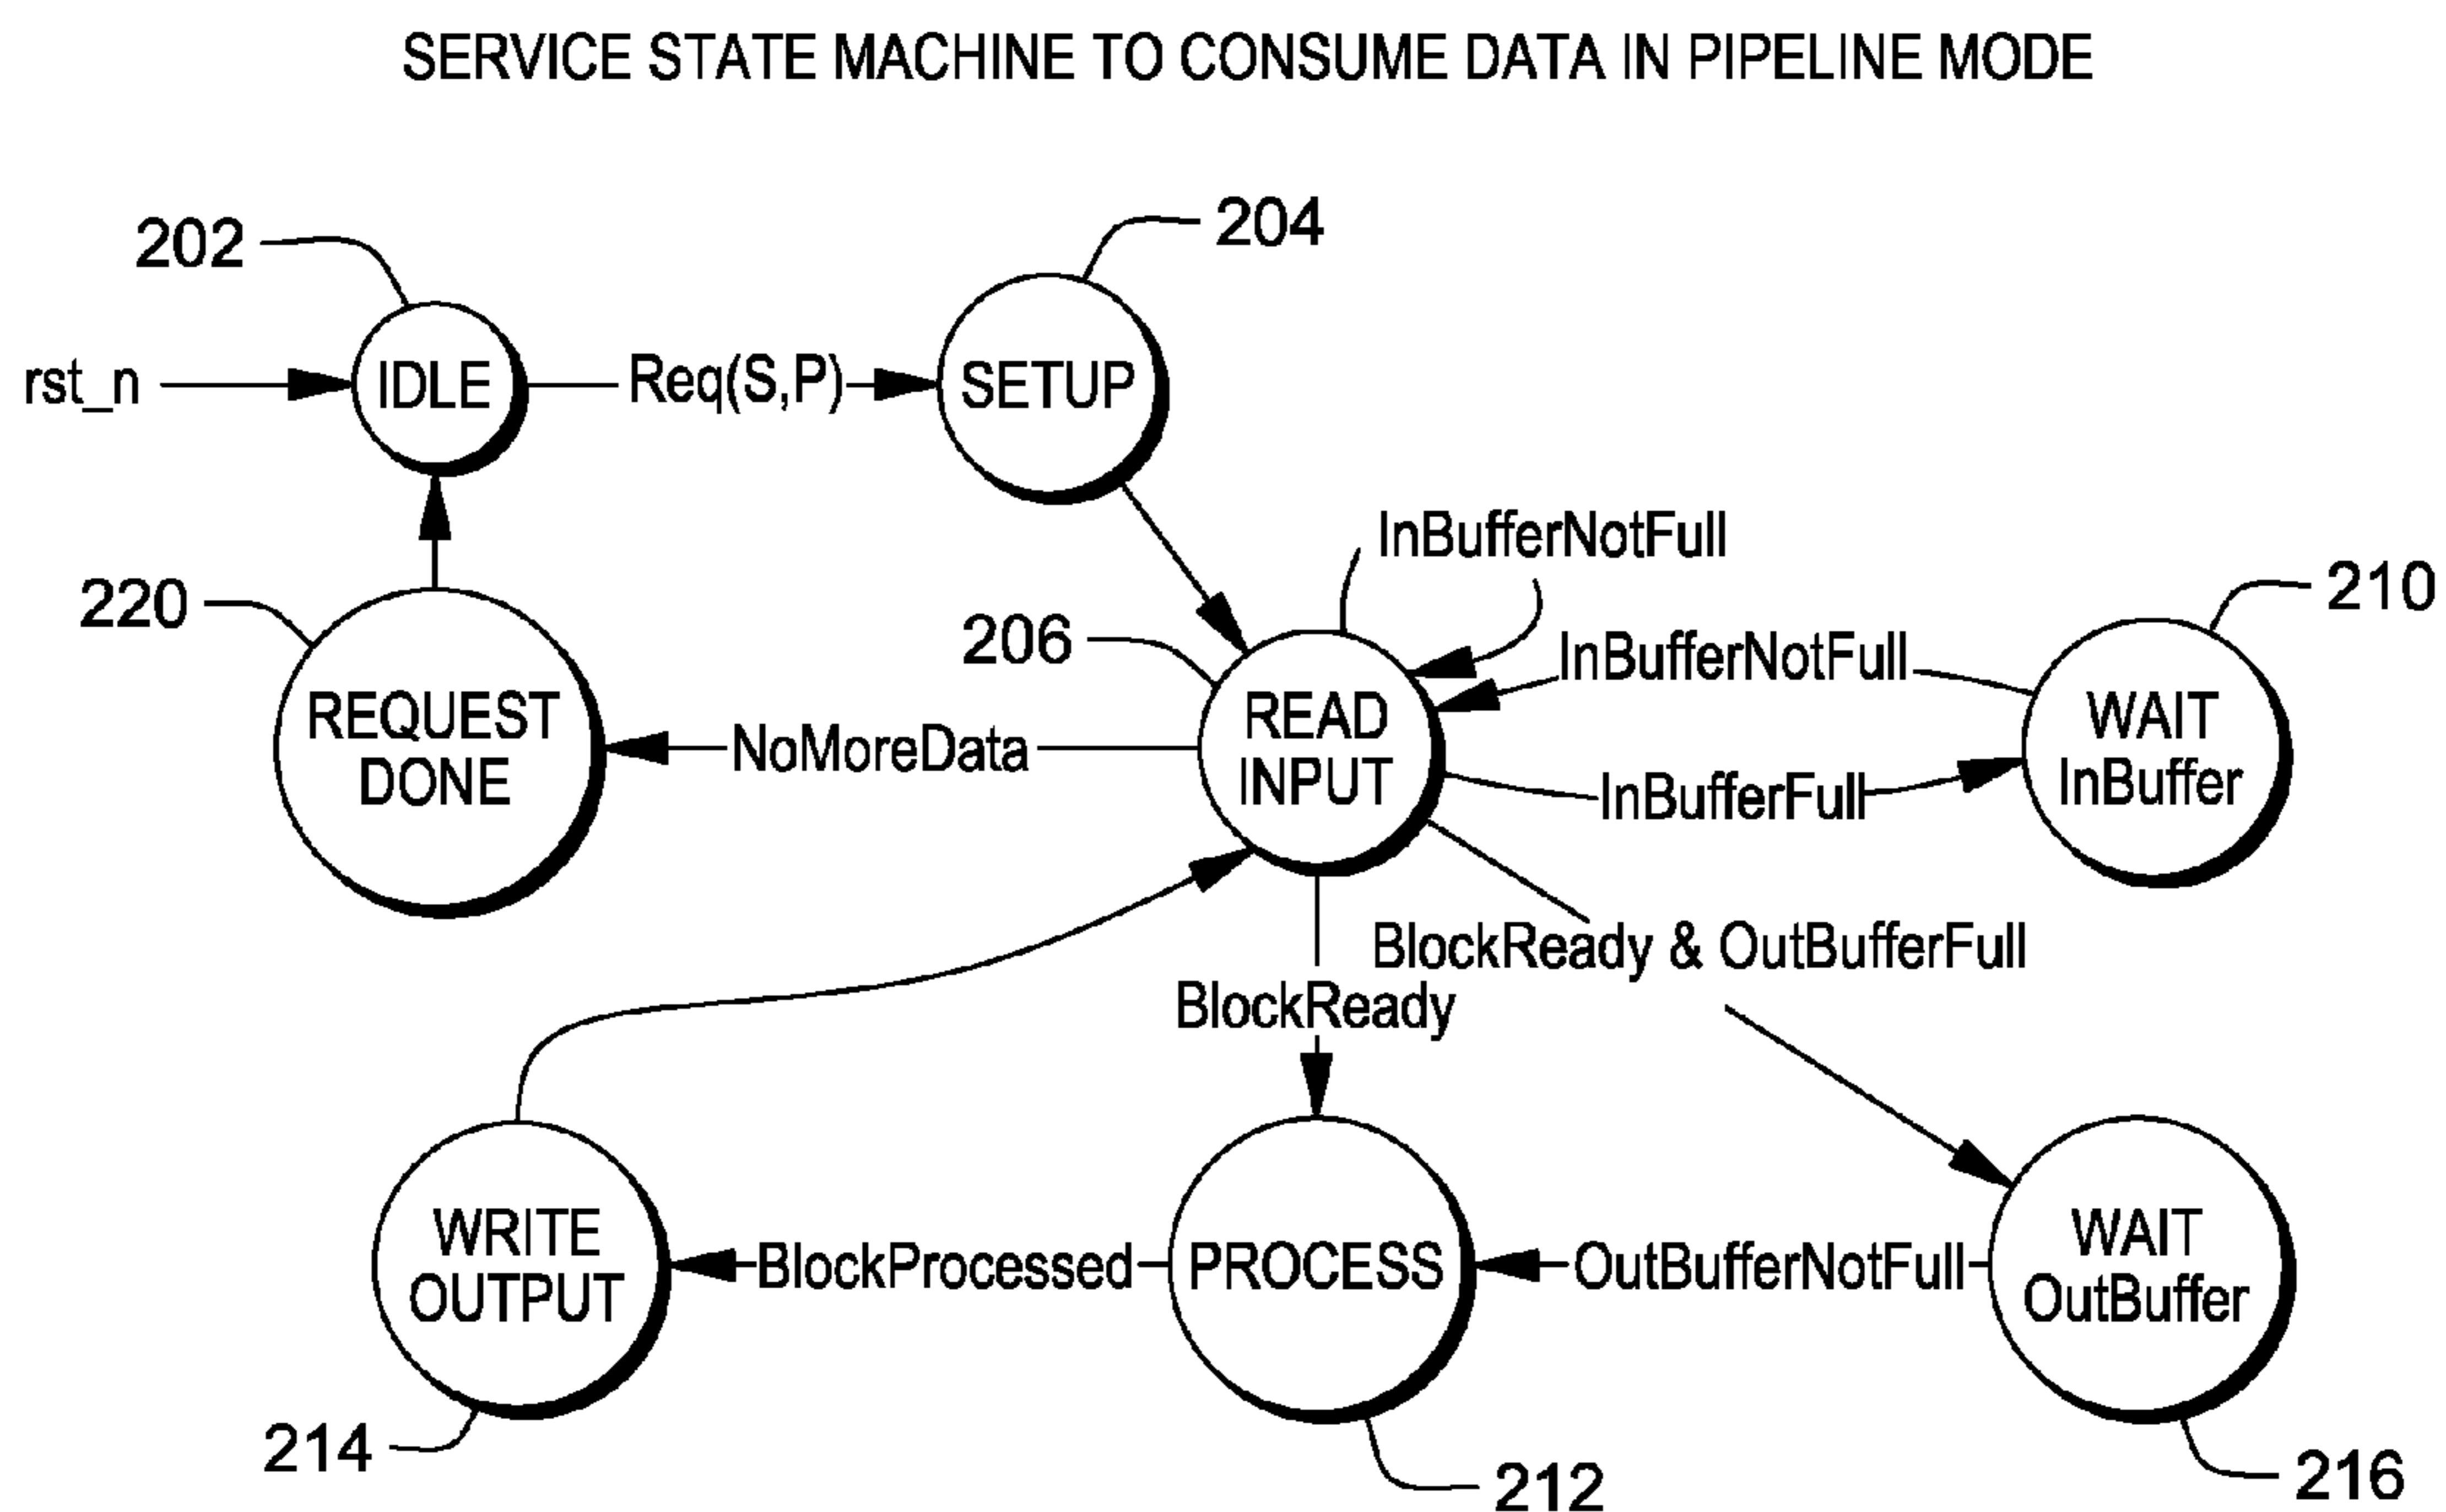 SERVICE STATE MACHINE TO CONSUME DATA IN PIPELINE MODE
202
204
rst_n
IDLE
Req(S,P)
SETUP
InBufferNotFull
220
206
210
InBufferNotFull
REQUEST
DONE
NoMoreData
READ
INPUT
WAIT
InBuffer
InBufferFull
BlockReady & OutBufferFull
BlockReady
WRITE
OUTPUT
BlockProcessed
PROCESS
OutBufferNotFull
WAIT
OutBuffer
214
212
216